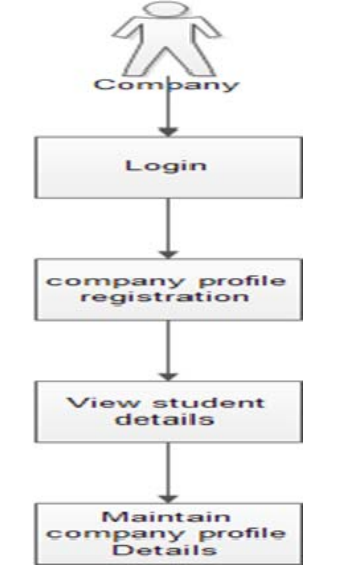 Company
Login
company profile
registration
View student
details
Maintain
company profile
Details